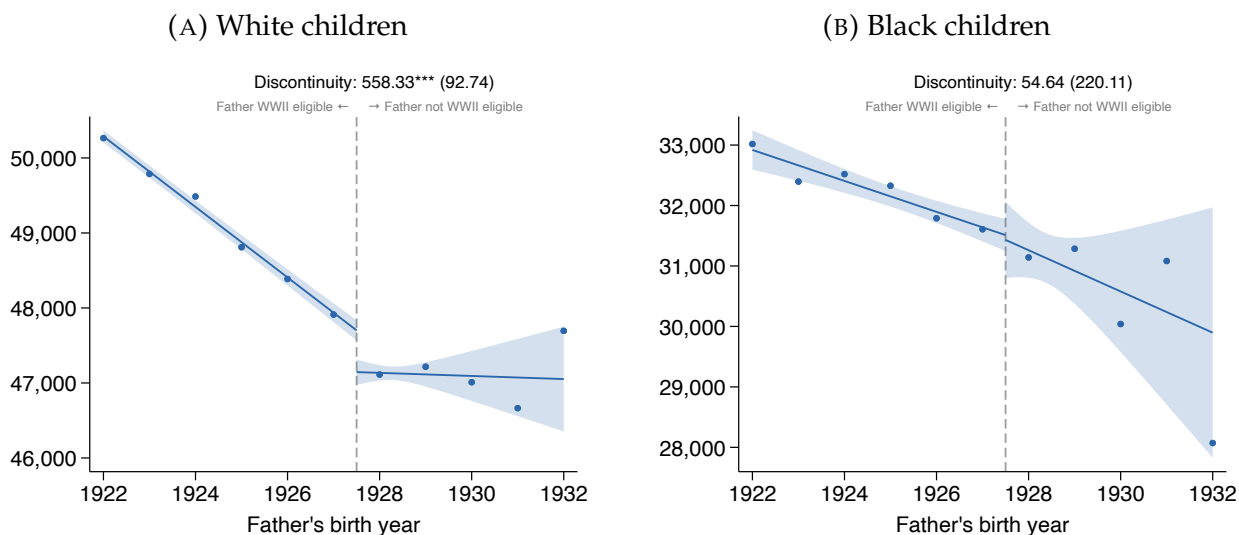 (A) White children
Discontinuity: 558.33*** (92.74)
Father WWII eligible ← → Father not WWII eligible
50,000
49,000
48,000
47,000
46,000
1922 1924 1926 1928 1930 1932
Father's birth year
(B) Black children
Discontinuity: 54.64 (220.11)
Father WWII eligible ← → Father not WWII eligible
33,000
32,000
31,000
30,000
29,000
28,000
1922 1924 1926 1928 1930 1932
Father's birth year